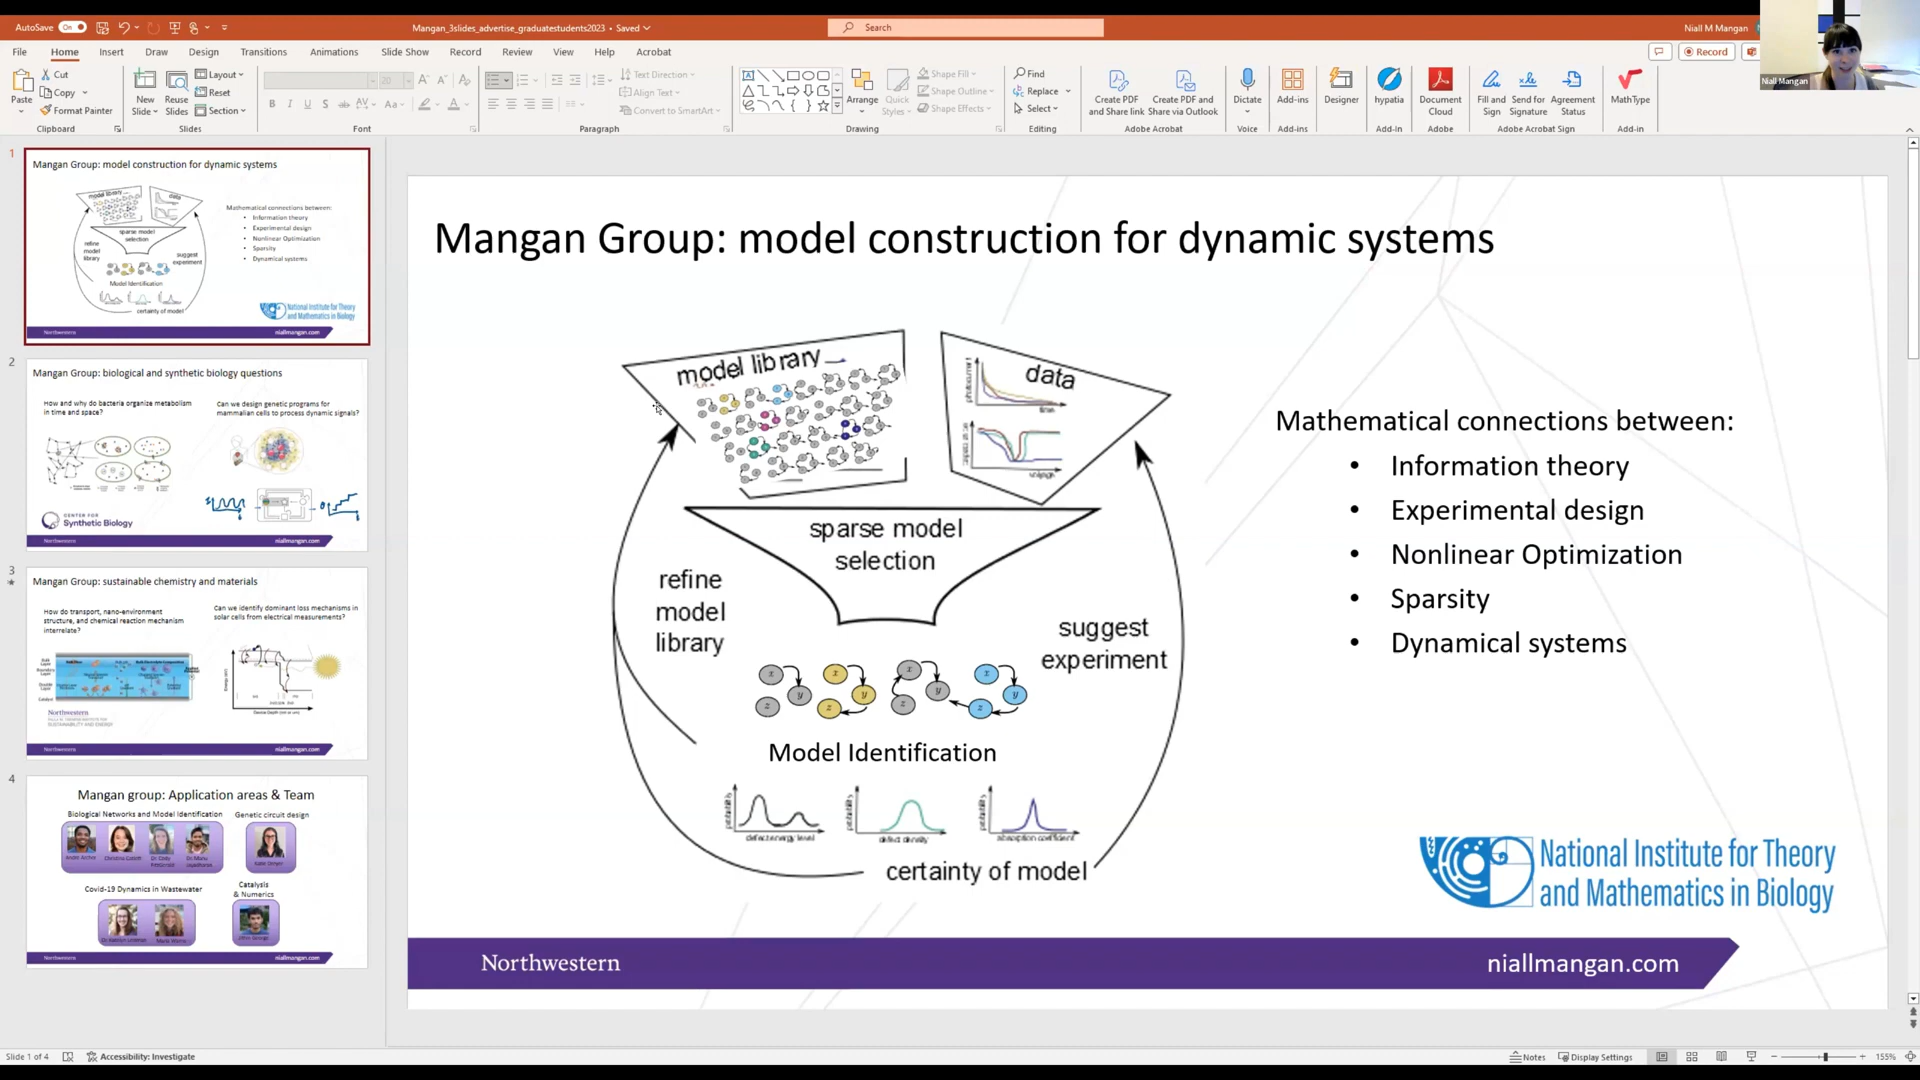 AutoSave
On
Mangan_3slides_advertise_graduatestudents2023 • Saved
Search
Niall M Mangan
Niall Mangan
File Home Insert Draw Design Transitions Animations Slide Show Record Review View Help Acrobat
Record
Paste
Cut
Copy
Format Painter
Clipboard
New
Slide
Reuse
Slides
Layout
Reset
Section
Slides
20
Font
Text Direction
Align Text
Convert to SmartArt
Paragraph
Arrange
Quick
Styles
Shape Fill
Shape Outline
Shape Effects
Drawing
Find
Replace
Select
Editing
Create PDF
and Share link
Create PDF and
Share via Outlook
Adobe Acrobat
Dictate
Voice
Add-ins
Add-ins
Designer
hypatia
Add-in
Document
Cloud
Adobe
Fill and
Sign
Send for
Signature
Agreement
Status
Adobe Acrobat Sign
MathType
Add-in
1
Mangan Group: model construction for dynamic systems
model library
data
sparse model
selection
refine
model
library
suggest
experiment
Model Identification
certainty of model
Mathematical connections between:
• Information theory
• Experimental design
• Nonlinear Optimization
• Sparsity
• Dynamical systems
National Institute for Theory
and Mathematics in Biology
Northwestern
niallmangan.com
2
Mangan Group: biological and synthetic biology questions
How and why do bacteria organize metabolism
in time and space?
Can we design genetic programs for
mammalian cells to process dynamic signals?
CENTER FOR
Synthetic Biology
Northwestern
niallmangan.com
3
Mangan Group: sustainable chemistry and materials
How do transport, nano-environment
structure, and chemical reaction mechanism
interrelate?
Can we identify dominant loss mechanisms in
solar cells from electrical measurements?
Northwestern
Northwestern
niallmangan.com
4
Mangan group: Application areas & Team
Biological Networks and Model Identification
Genetic circuit design
Covid-19 Dynamics in Wastewater
Catalysis
& Numerics
Northwestern
niallmangan.com
Mangan Group: model construction for dynamic systems
model library
data
time
sparse model
selection
refine
model
library
suggest
experiment
x y z
x y z
x y z
x y z
Model Identification
probability
defect energy level
probability
defect density
probability
absorption coefficient
certainty of model
Mathematical connections between:
• Information theory
• Experimental design
• Nonlinear Optimization
• Sparsity
• Dynamical systems
National Institute for Theory
and Mathematics in Biology
Northwestern
niallmangan.com
Slide 1 of 4
Accessibility: Investigate
Notes
Display Settings
155%